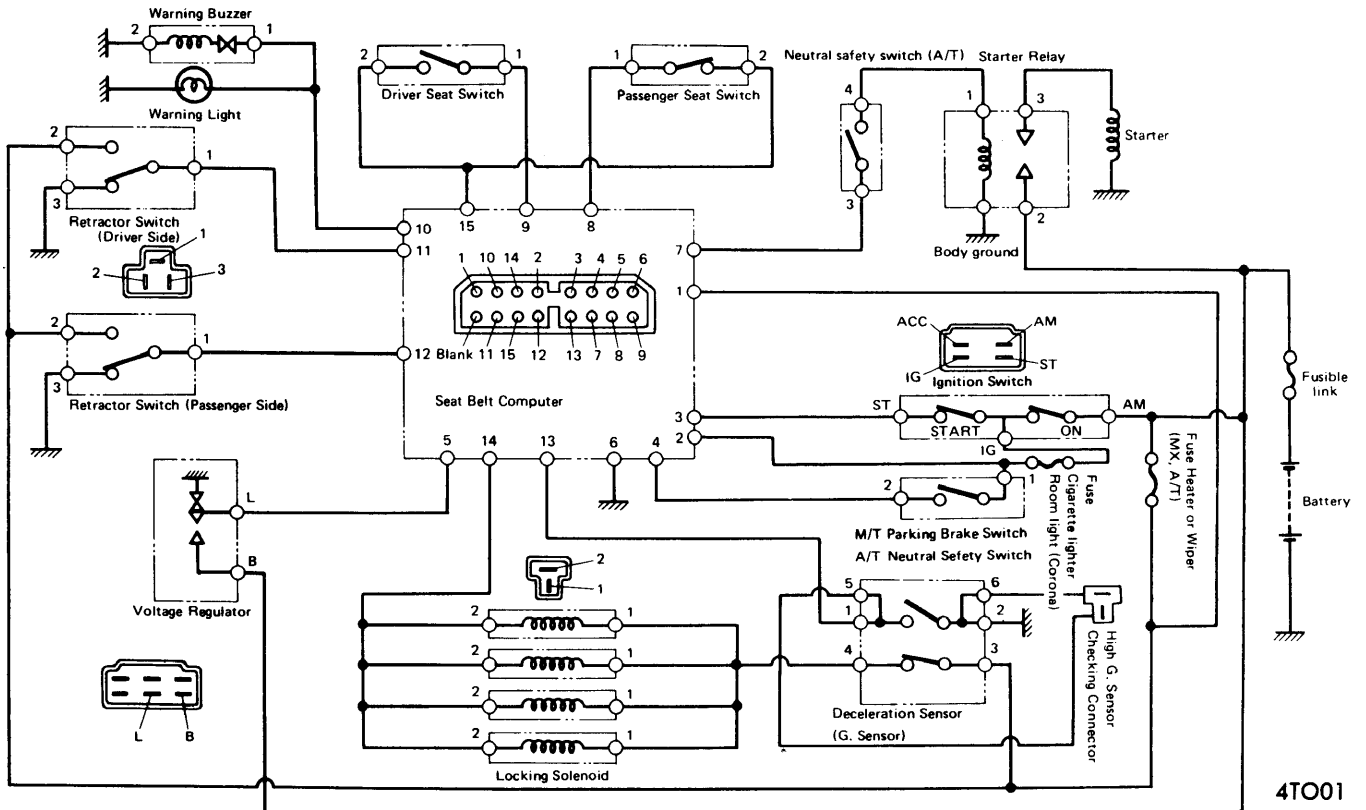 Warning Buzzer
2 1
Warning Light
2 1
Driver Seat Switch
1 2
Passenger Seat Switch
Neutral safety switch (A/T) Starter Relay
4 1 3
Starter
3 2
Body ground
2 1
3
Retractor Switch
(Driver Side)
1
2 3
2 1
3
Retractor Switch (Passenger Side)
15 9 8
10
11
12
7
1
3
2
1 10 14 2 3 4 5 6
Blank 11 15 12 13 7 8 9
Seat Belt Computer
5 14 13 6 4
ACC AM
IG ST
Ignition Switch
ST AM
START ON
IG
Fusible
link
Battery
Fuse Heater or Wiper
(MX, A/T)
Fuse
Cigarette lighter
Room light (Corona)
2 1
M/T Parking Brake Switch
A/T Neutral Safety Switch
L
B
Voltage Regulator
L B
2
1
2 1
2 1
2 1
2 1
Locking Solenoid
5 6
1 2
4 3
Deceleration Sensor
(G. Sensor)
High G. Sensor
Checking Connector
4TO01